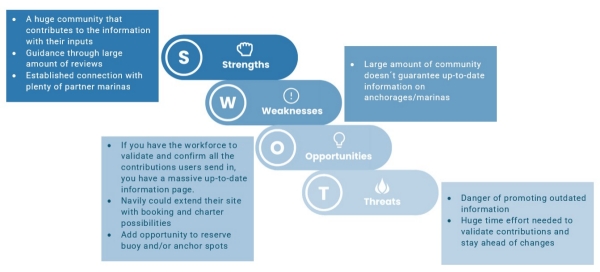 • A huge community that
contributes to the information
with their inputs
• Guidance through large
amount of reviews
• Established connection with
plenty of partner marinas
S
Strengths
W
Weaknesses
• Large amount of community
doesn´t guarantee up-to-date
information on
anchorages/marinas
• If you have the workforce to
validate and confirm all the
contributions users send in,
you have a massive up-to-date
information page.
• Navily could extend their site
with booking and charter
possibilities
• Add opportunity to reserve
buoy and/or anchor spots
O
Opportunities
T
Threats
• Danger of promoting outdated
information
• Huge time effort needed to
validate contributions and
stay ahead of changes